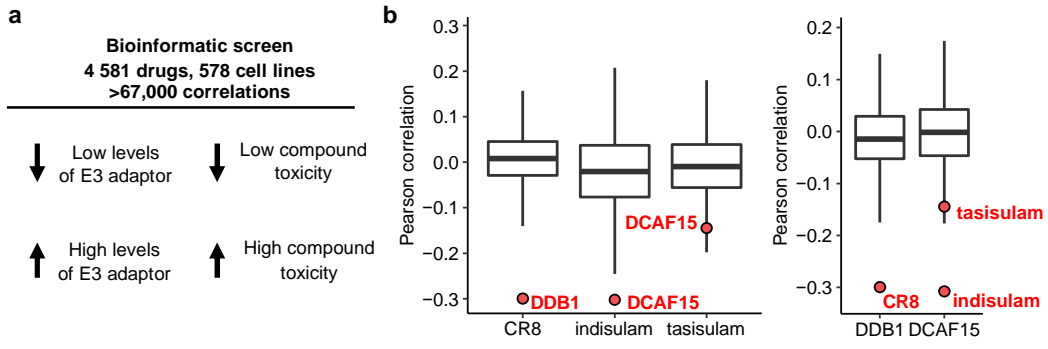 a
Bioinformatic screen
4 581 drugs, 578 cell lines
>67,000 correlations
Low levels
of E3 adaptor
Low compound
toxicity
High levels
of E3 adaptor
High compound
toxicity
b
Pearson correlation
0.3
0.2
0.1
0.0
−0.1
−0.2
−0.3
DDB1
DCAF15
DCAF15
CR8
indisulam
tasisulam
Pearson correlation
0.2
0.1
0.0
−0.1
−0.2
−0.3
tasisulam
CR8
indisulam
DDB1
DCAF15